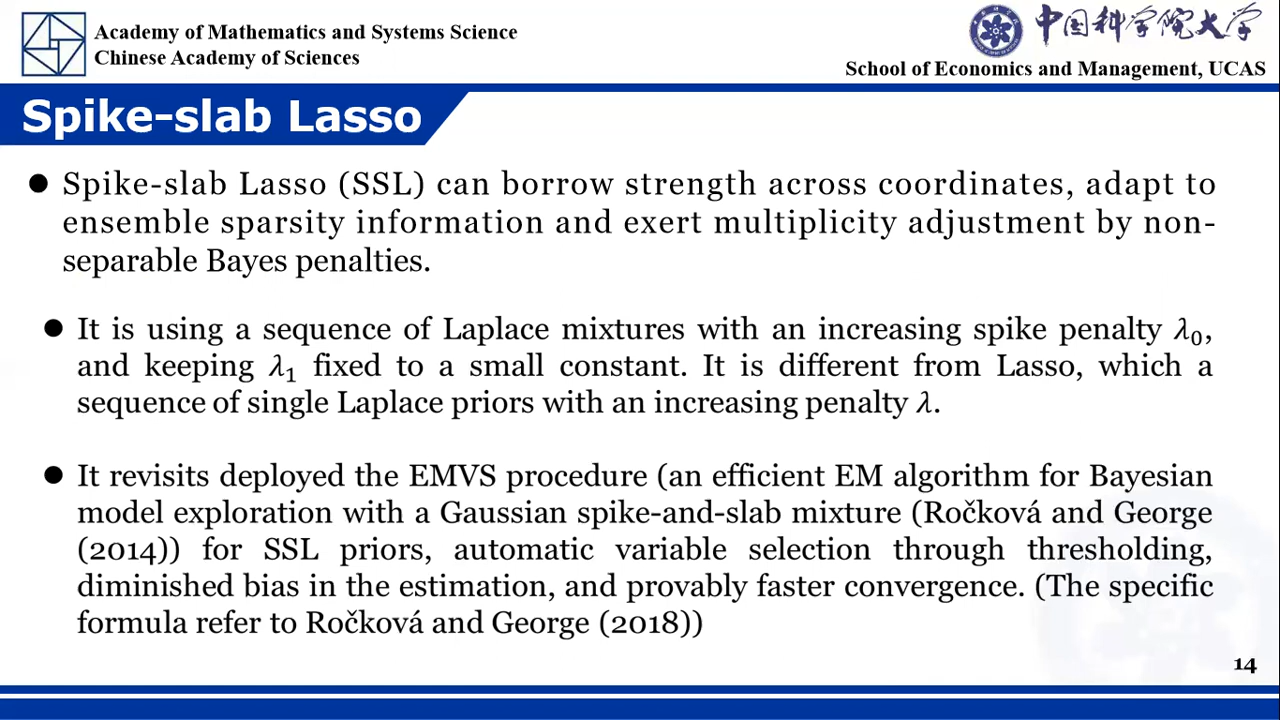 Academy of Mathematics and Systems Science
Chinese Academy of Sciences
中国科学院大学
School of Economics and Management, UCAS
Spike-slab Lasso
● Spike-slab Lasso (SSL) can borrow strength across coordinates, adapt to
ensemble sparsity information and exert multiplicity adjustment by non-
separable Bayes penalties.
● It is using a sequence of Laplace mixtures with an increasing spike penalty λ₀,
and keeping λ₁ fixed to a small constant. It is different from Lasso, which a
sequence of single Laplace priors with an increasing penalty λ.
● It revisits deployed the EMVS procedure (an efficient EM algorithm for Bayesian
model exploration with a Gaussian spike-and-slab mixture (Ročková and George
(2014)) for SSL priors, automatic variable selection through thresholding,
diminished bias in the estimation, and provably faster convergence. (The specific
formula refer to Ročková and George (2018))
14